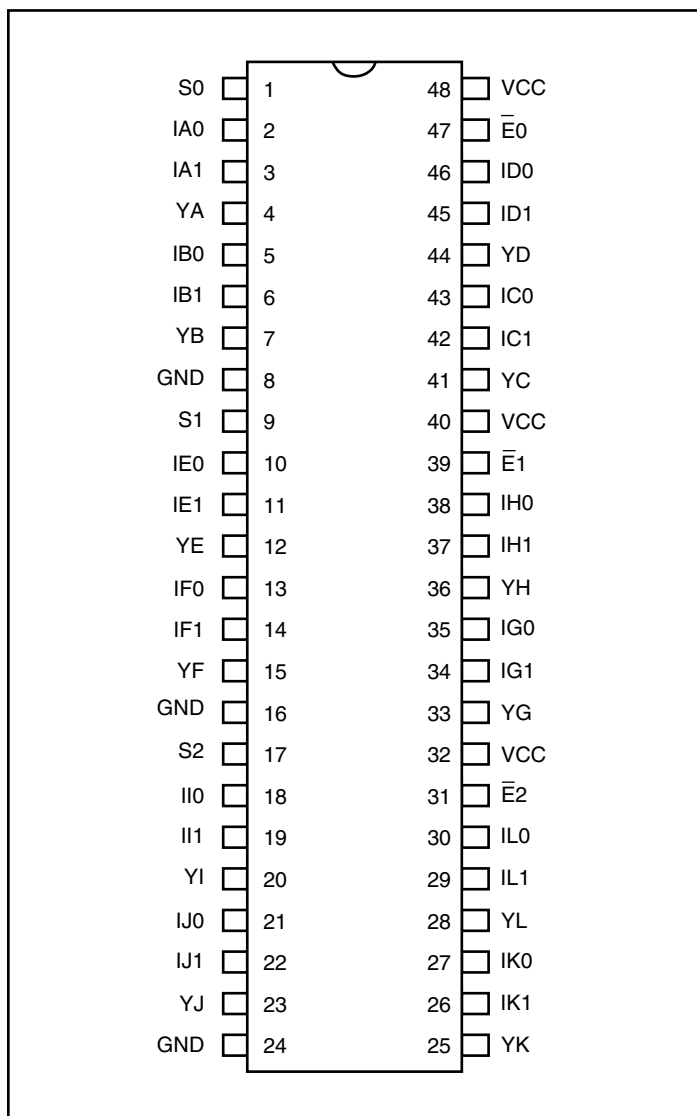 S0 1 48 VCC
IA0 2 47 E̅0
IA1 3 46 ID0
YA 4 45 ID1
IB0 5 44 YD
IB1 6 43 IC0
YB 7 42 IC1
GND 8 41 YC
S1 9 40 VCC
IE0 10 39 E̅1
IE1 11 38 IH0
YE 12 37 IH1
IF0 13 36 YH
IF1 14 35 IG0
YF 15 34 IG1
GND 16 33 YG
S2 17 32 VCC
II0 18 31 E̅2
II1 19 30 IL0
YI 20 29 IL1
IJ0 21 28 YL
IJ1 22 27 IK0
YJ 23 26 IK1
GND 24 25 YK